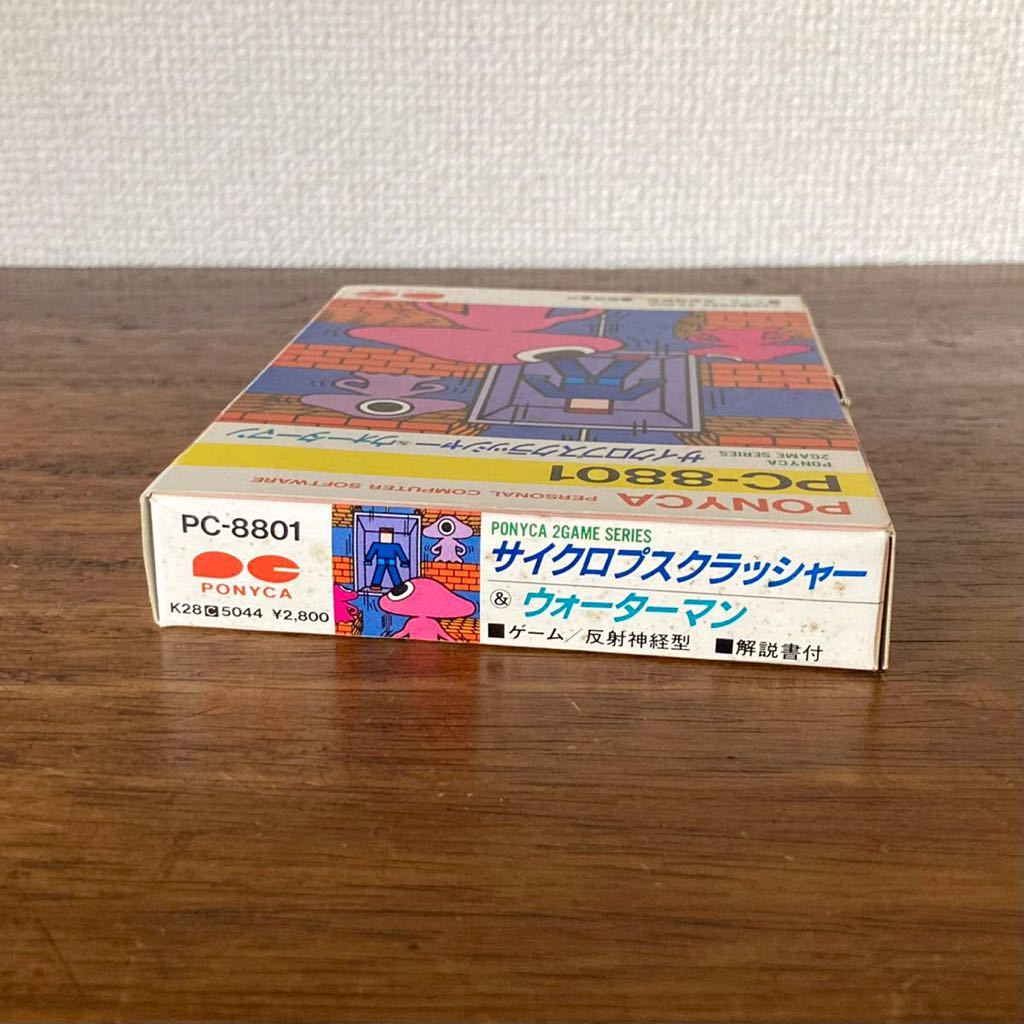 サイクロプスクラッシャー&ウォーターマン
PONYCA
2GAME SERIES
PC-8801
PONYCA PERSONAL COMPUTER SOFTWARE
PC-8801
PONYCA
K28C5044 ¥2,800
PONYCA 2GAME SERIES
サイクロプスクラッシャー
& ウォーターマン
■ゲーム/反射神経型 ■解説書付